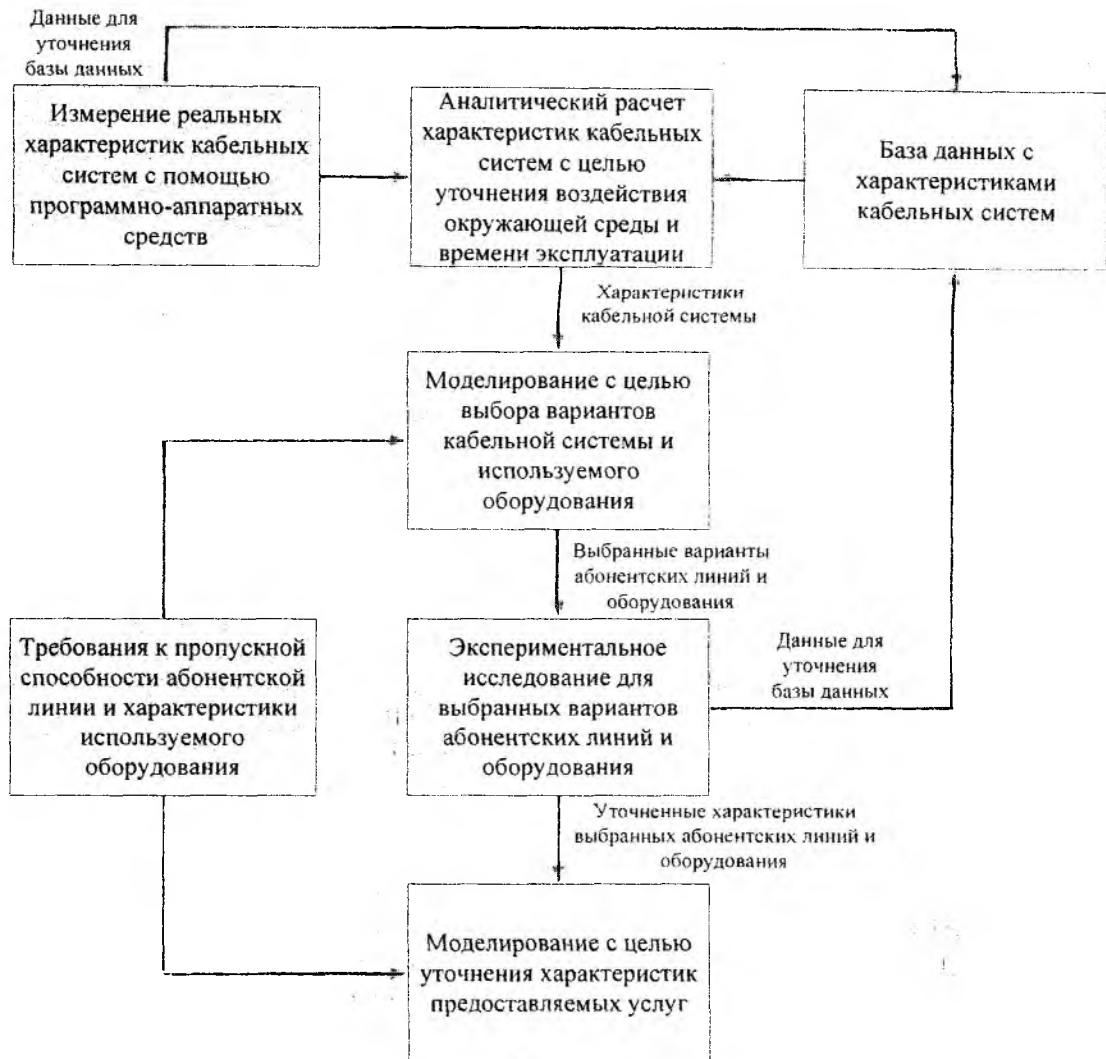 Данные для
уточнения
базы данных
Измерение реальных
характеристик кабельных
систем с помощью
программно-аппаратных
средств
Аналитический расчет
характеристик кабельных
систем с целью
уточнения воздействия
окружающей среды и
времени эксплуатации
База данных с
характеристиками
кабельных систем
Характеристики
кабельной системы
Моделирование с целью
выбора вариантов
кабельной системы и
используемого
оборудования
Выбранные варианты
абонентских линий и
оборудования
Требования к пропускной
способности абонентской
линии и характеристики
используемого
оборудования
Экспериментальное
исследование для
выбранных вариантов
абонентских линий и
оборудования
Данные для
уточнения
базы данных
Уточненные характеристики
выбранных абонентских линий и
оборудования
Моделирование с целью
уточнения характеристик
предоставляемых услуг